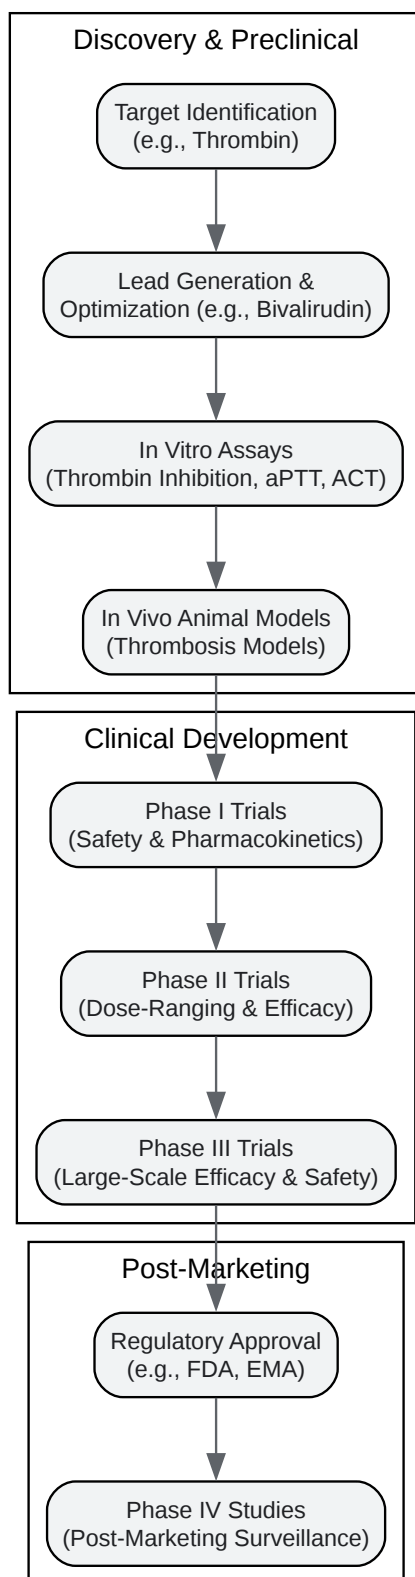 Discovery & Preclinical
Target Identification
(e.g., Thrombin)
Lead Generation &
Optimization (e.g., Bivalirudin)
In Vitro Assays
(Thrombin Inhibition, aPTT, ACT)
In Vivo Animal Models
(Thrombosis Models)
Clinical Development
Phase I Trials
(Safety & Pharmacokinetics)
Phase II Trials
(Dose-Ranging & Efficacy)
Phase III Trials
(Large-Scale Efficacy & Safety)
Post-Marketing
Regulatory Approval
(e.g., FDA, EMA)
Phase IV Studies
(Post-Marketing Surveillance)